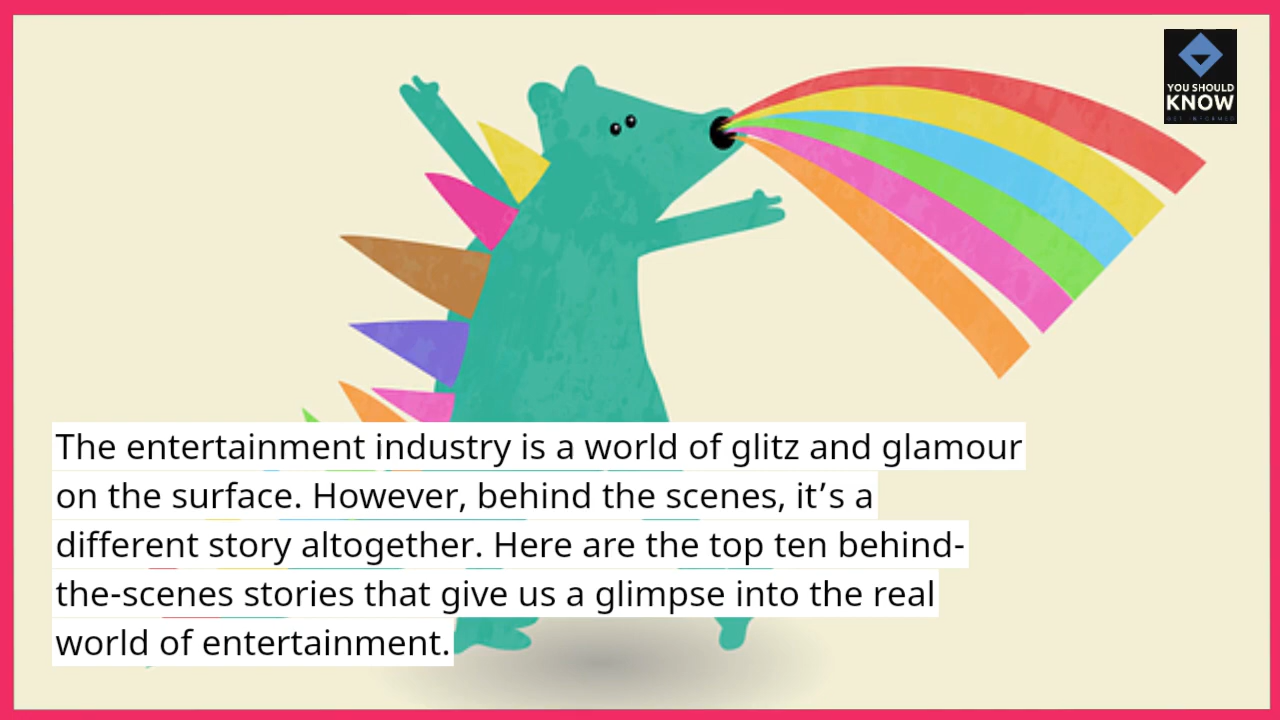 YOU SHOULD
KNOW
GET INFORMED
The entertainment industry is a world of glitz and glamour
on the surface. However, behind the scenes, it’s a
different story altogether. Here are the top ten behind-
the-scenes stories that give us a glimpse into the real
world of entertainment.